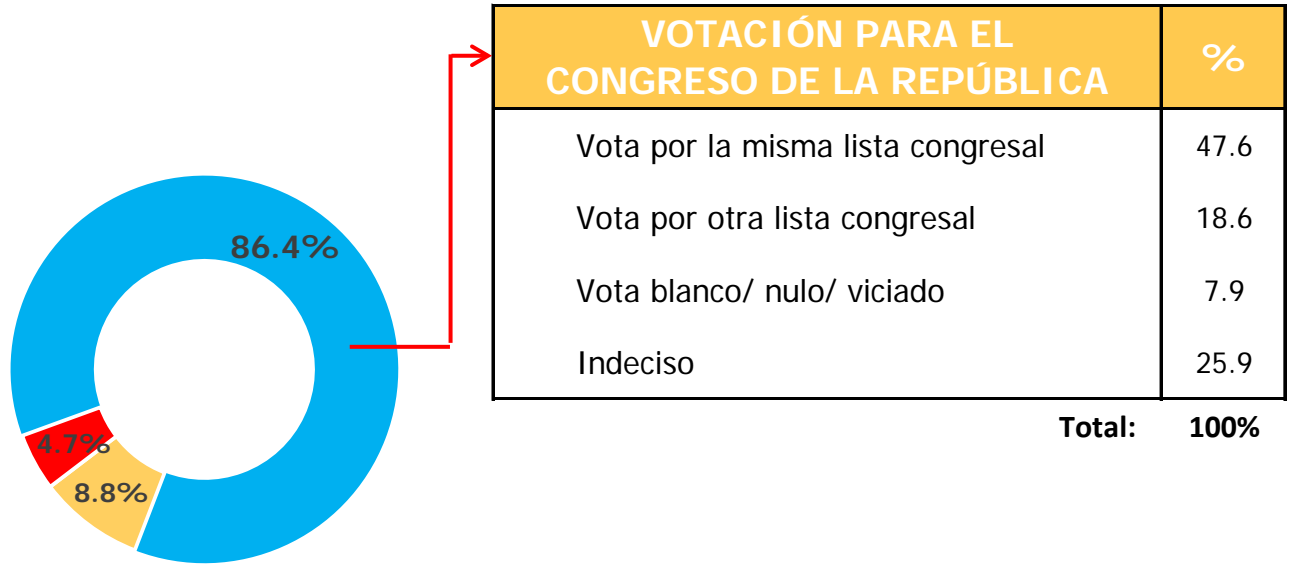 VOTACIÓN PARA EL
CONGRESO DE LA REPÚBLICA
%
Vota por la misma lista congresal 47.6
Vota por otra lista congresal 18.6
Vota blanco/ nulo/ viciado 7.9
Indeciso 25.9
Total: 100%
86.4%
4.7%
8.8%